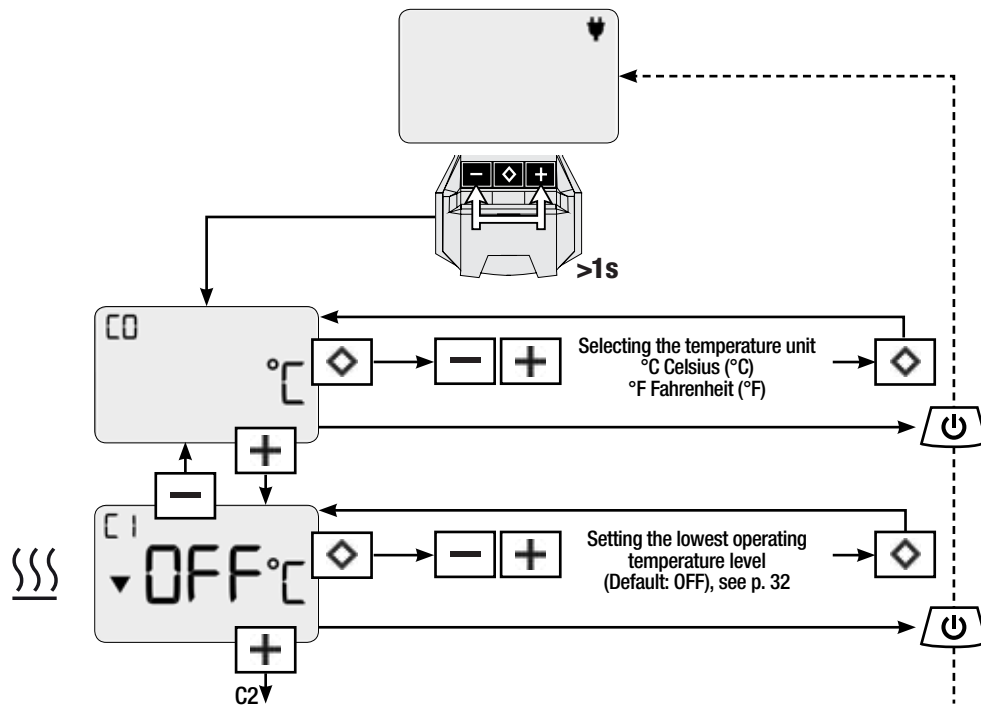 >1s
C0
°C
Selecting the temperature unit
°C Celsius (°C)
°F Fahrenheit (°F)
C1
OFF°C
Setting the lowest operating
temperature level
(Default: OFF), see p. 32
C2